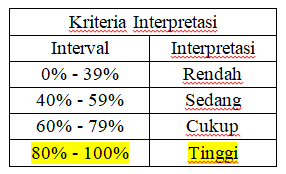 Kriteria Interpretasi
Interval Interpretasi
0% - 39% Rendah
40% - 59% Sedang
60% - 79% Cukup
80% - 100% Tinggi